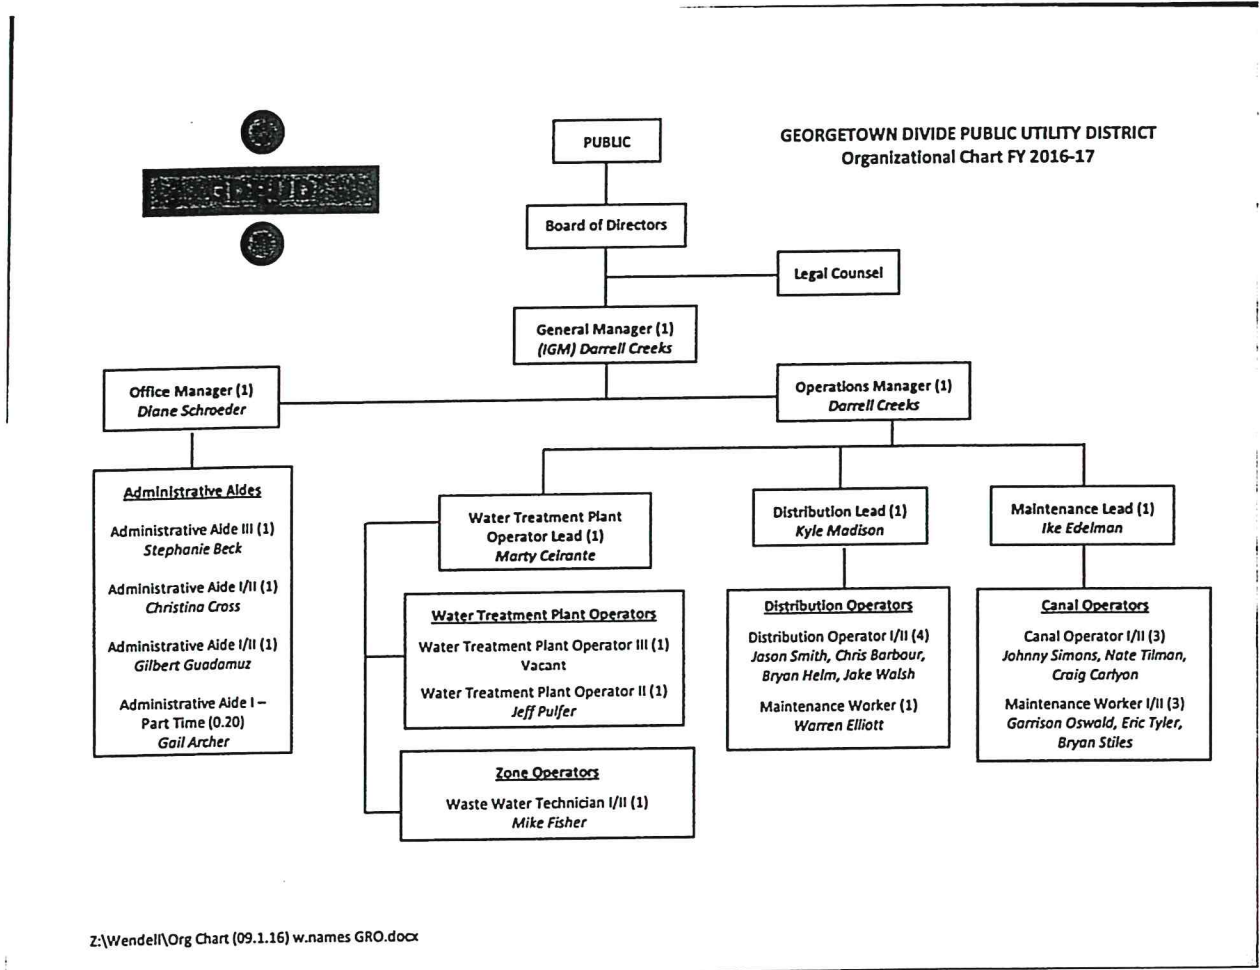 GEORGETOWN DIVIDE PUBLIC UTILITY DISTRICT
Organizational Chart FY 2016-17
PUBLIC
Board of Directors
Legal Counsel
General Manager (1)
(IGM) Darrell Creeks
Office Manager (1)
Diane Schroeder
Operations Manager (1)
Darrell Creeks
Administrative Aides
Administrative Aide III (1)
Stephanie Beck
Administrative Aide I/II (1)
Christina Cross
Administrative Aide I/II (1)
Gilbert Guadamuz
Administrative Aide I –
Part Time (0.20)
Gail Archer
Water Treatment Plant
Operator Lead (1)
Marty Ceirante
Water Treatment Plant Operators
Water Treatment Plant Operator III (1)
Vacant
Water Treatment Plant Operator II (1)
Jeff Pulfer
Zone Operators
Waste Water Technician I/II (1)
Mike Fisher
Distribution Lead (1)
Kyle Madison
Distribution Operators
Distribution Operator I/II (4)
Jason Smith, Chris Barbour,
Bryan Helm, Jake Walsh
Maintenance Worker (1)
Warren Elliott
Maintenance Lead (1)
Ike Edelman
Canal Operators
Canal Operator I/II (3)
Johnny Simons, Nate Tilman,
Craig Carlyon
Maintenance Worker I/II (3)
Garrison Oswald, Eric Tyler,
Bryan Stiles
Z:\Wendell\Org Chart (09.1.16) w.names GRO.docx